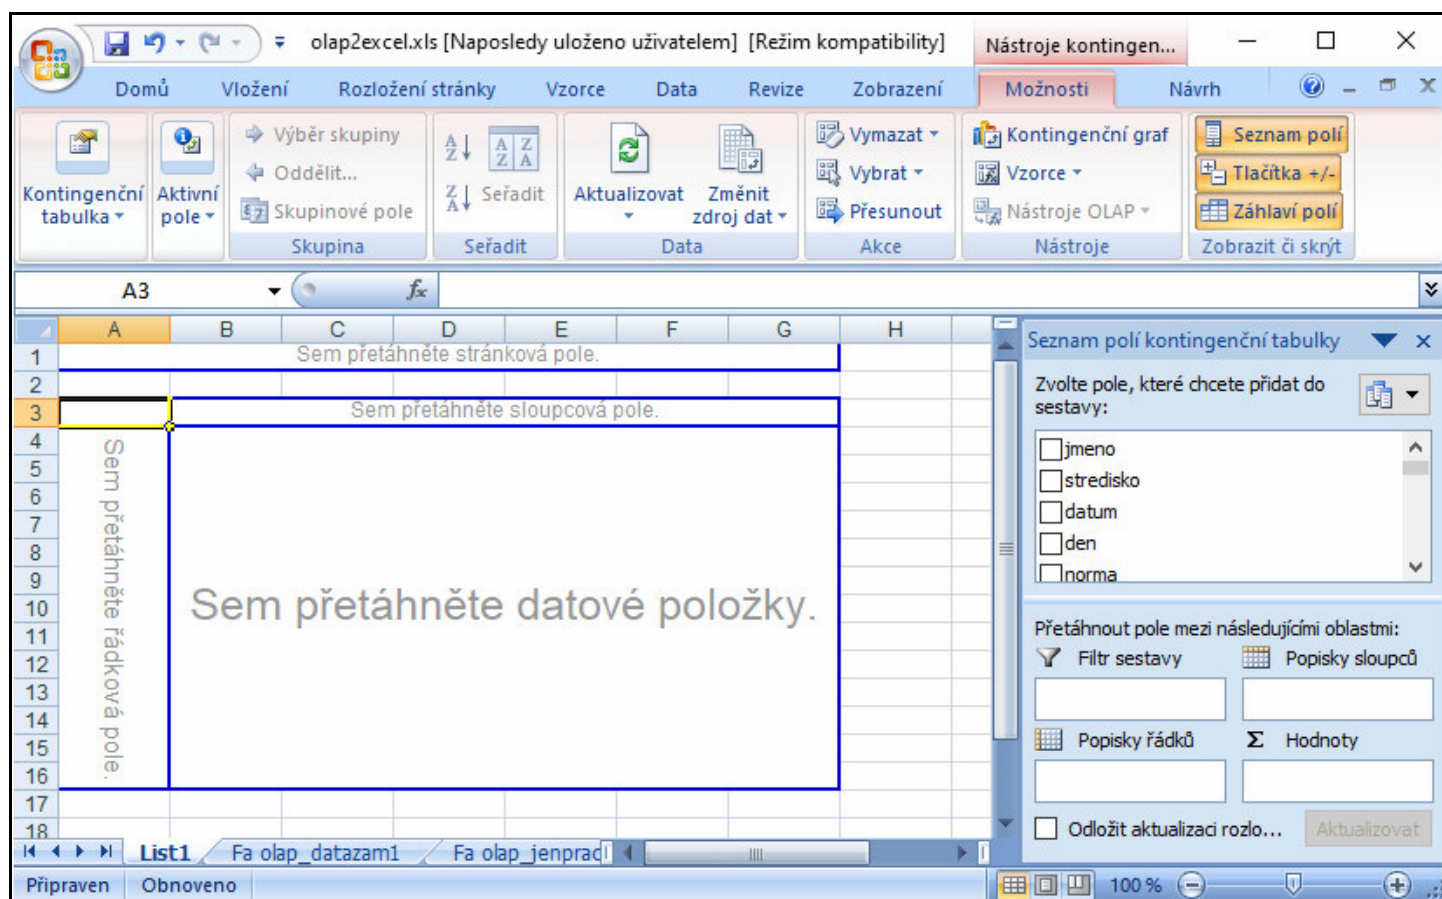 olap2excel.xls [Naposledy uloženo uživatelem] [Režim kompatibility]
Nástroje kontingen...
Domů Vložení Rozložení stránky Vzorce Data Revize Zobrazení Možnosti Návrh
Kontingenční tabulka
Aktivní pole
Výběr skupiny
Oddělit...
Skupinové pole
Skupina
Seřadit
Seřadit
Aktualizovat
Změnit zdroj dat
Data
Vymazat
Vybrat
Přesunout
Akce
Kontingenční graf
Vzorce
Nástroje OLAP
Nástroje
Seznam polí
Tlačítka +/-
Záhlaví polí
Zobrazit či skrýt
A3
fx
A B C D E F G H
1
2
3
4
5
6
7
8
9
10
11
12
13
14
15
16
17
18
Sem přetáhněte stránková pole.
Sem přetáhněte sloupcová pole.
Sem přetáhněte řádková pole.
Sem přetáhněte datové položky.
Seznam polí kontingenční tabulky
Zvolte pole, které chcete přidat do
sestavy:
jmeno
stredisko
datum
den
norma
Přetáhnout pole mezi následujícími oblastmi:
Filtr sestavy
Popisky sloupců
Popisky řádků
Σ Hodnoty
Odložit aktualizaci rozlo...
Aktualizovat
List1 Fa olap_datazam1 Fa olap_jenprac
Připraven Obnoveno
100 %